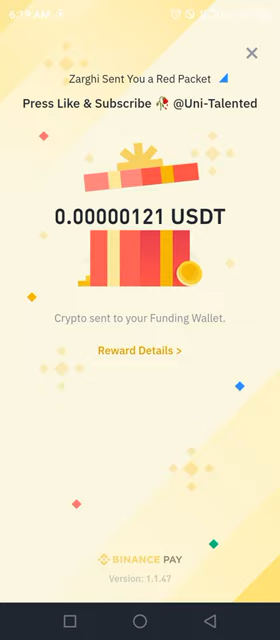 6:29 AM
Zarghi Sent You a Red Packet
Press Like & Subscribe 🥀 @Uni-Talented
0.00000121 USDT
Crypto sent to your Funding Wallet.
Reward Details >
BINANCE PAY
Version: 1.1.47